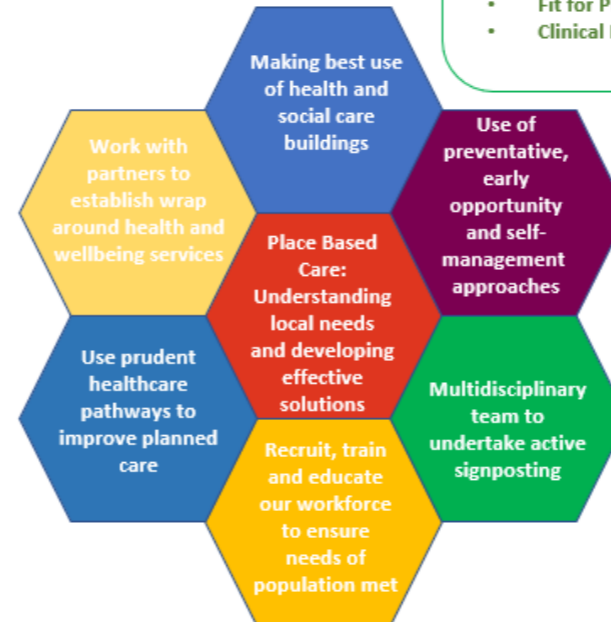 • Fit for P
• Clinical
Making best use
of health and
social care
buildings
Work with
partners to
establish wrap
around health and
wellbeing services
Use of
preventative,
early
opportunity
and self-
management
approaches
Place Based
Care:
Understanding
local needs
and developing
effective
solutions
Use prudent
healthcare
pathways to
improve planned
care
Multidisciplinary
team to
undertake active
signposting
Recruit, train
and educate
our workforce
to ensure
needs of
population met